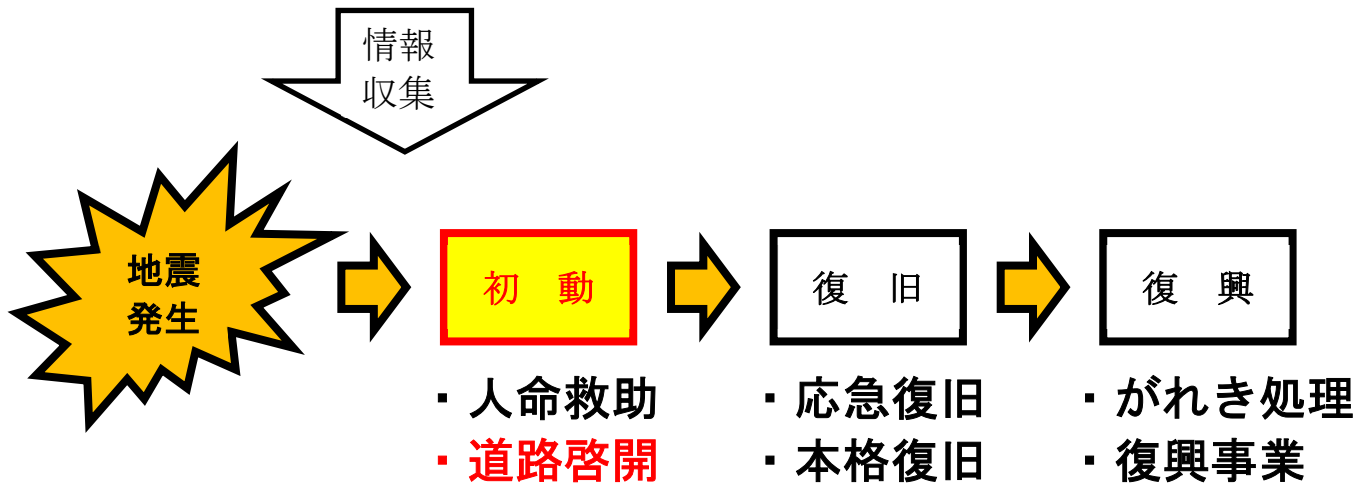 情報
収集
地震
発生
初　動
復　旧
復　興
・人命救助
・道路啓開
・応急復旧
・本格復旧
・がれき処理
・復興事業